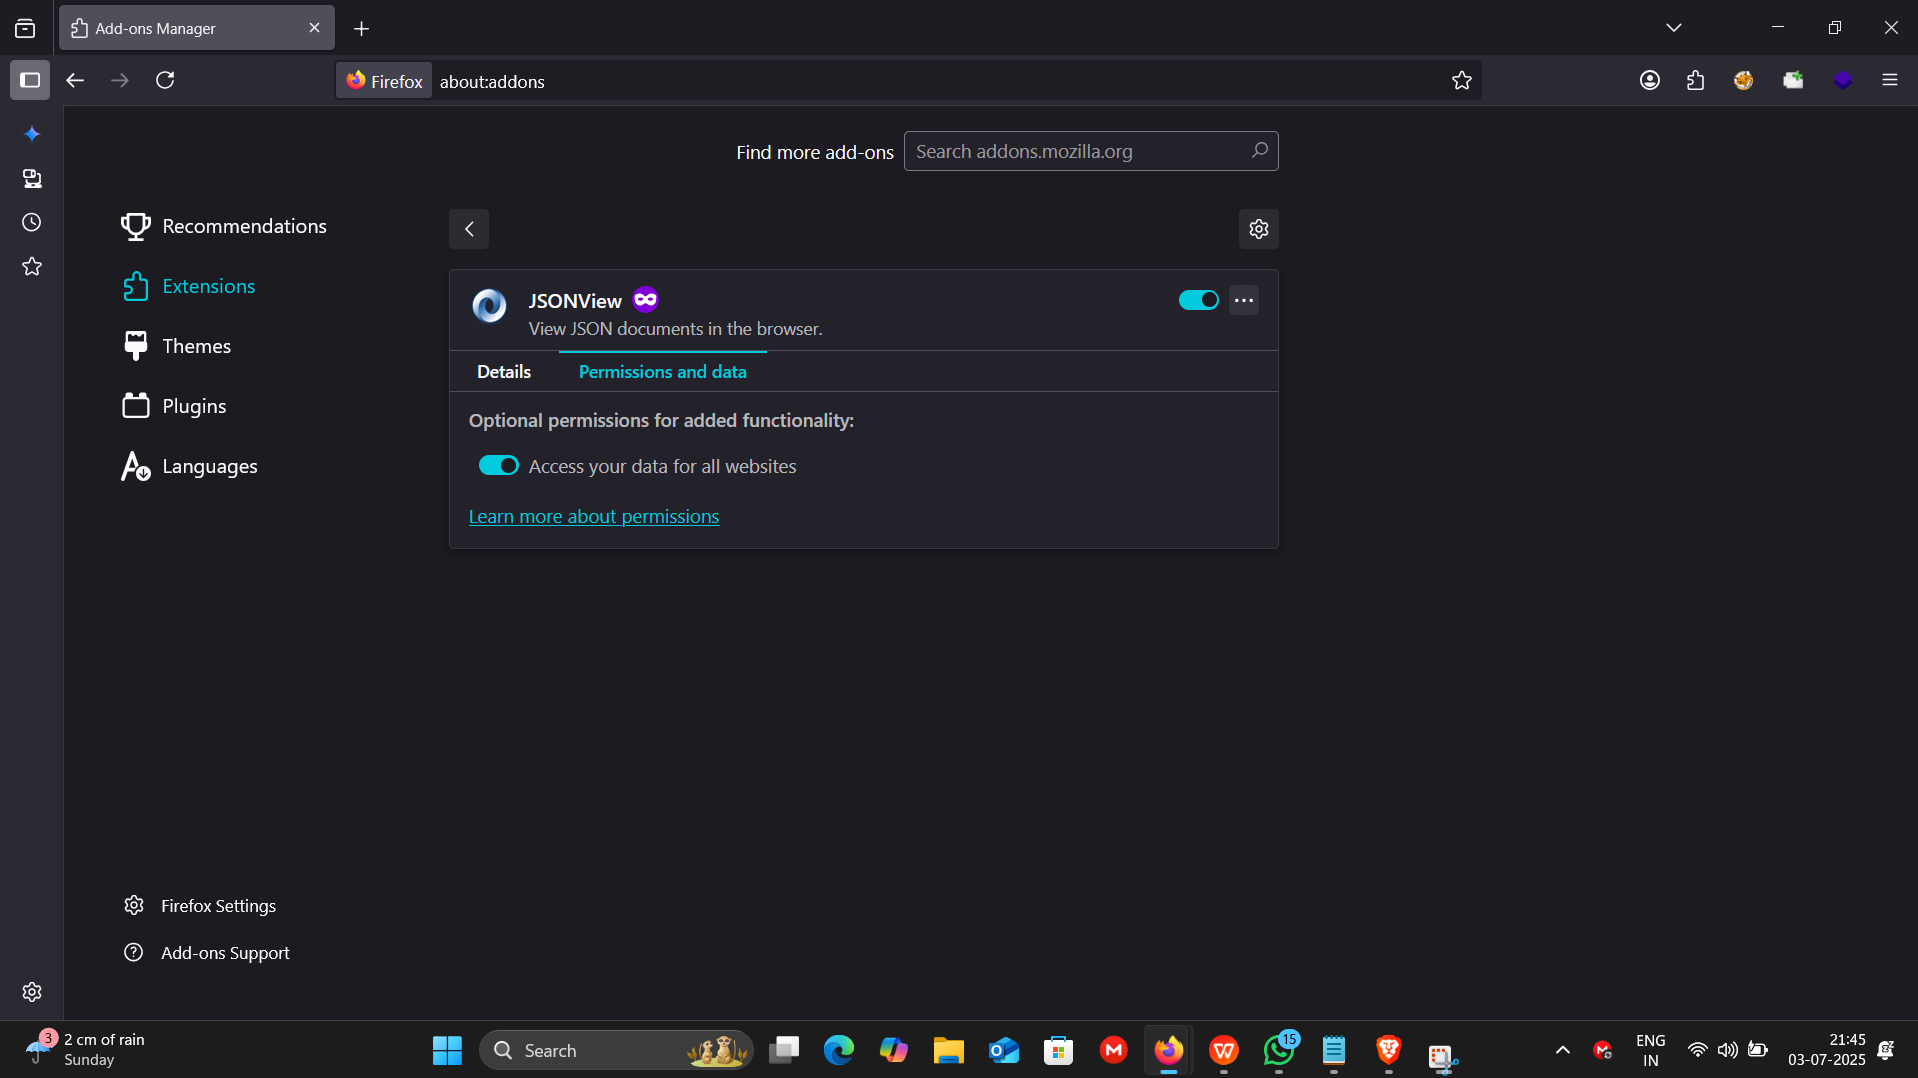 Add-ons Manager
Firefox
about:addons
Find more add-ons
Search addons.mozilla.org
Recommendations
Extensions
Themes
Plugins
Languages
JSONView
View JSON documents in the browser.
Details
Permissions and data
Optional permissions for added functionality:
Access your data for all websites
Learn more about permissions
Firefox Settings
Add-ons Support
3
2 cm of rain
Sunday
Search
15
ENG
IN
21:45
03-07-2025